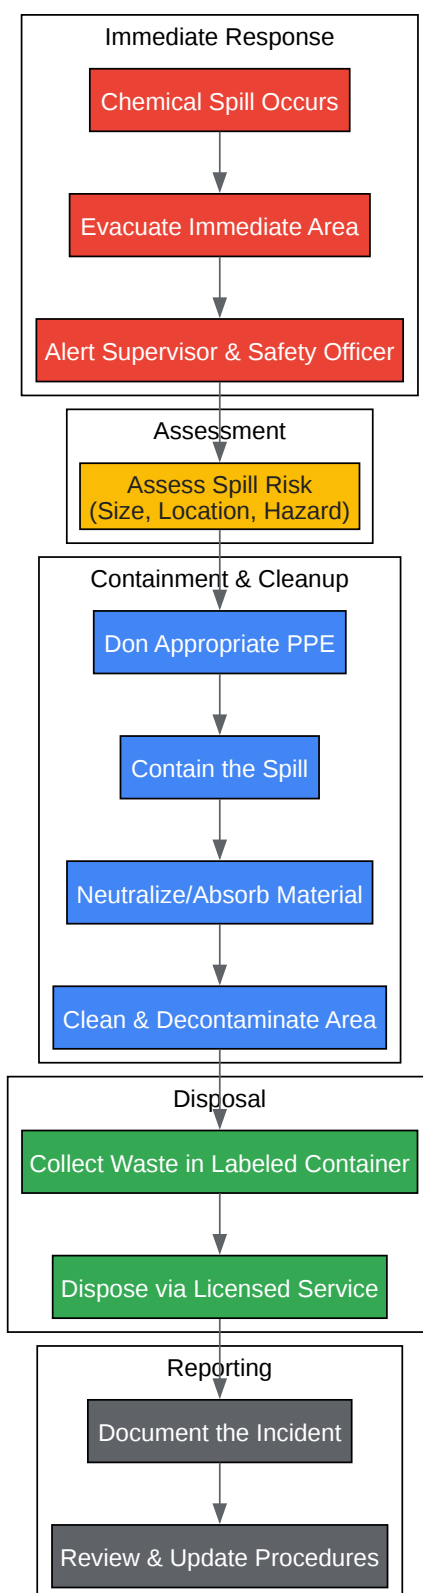 Immediate Response
Chemical Spill Occurs
Evacuate Immediate Area
Alert Supervisor & Safety Officer
Assessment
Assess Spill Risk
(Size, Location, Hazard)
Containment & Cleanup
Don Appropriate PPE
Contain the Spill
Neutralize/Absorb Material
Clean & Decontaminate Area
Disposal
Collect Waste in Labeled Container
Dispose via Licensed Service
Reporting
Document the Incident
Review & Update Procedures